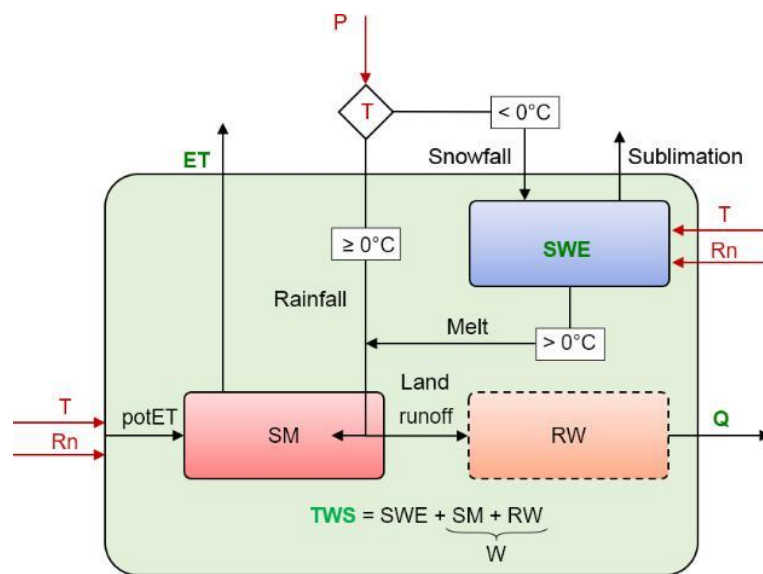 P
T
< 0°C
Snowfall
Sublimation
ET
T
≥ 0°C
SWE
Rn
Rainfall
Melt
> 0°C
Land
runoff
T
potET
SM
RW
Q
Rn
TWS = SWE + SM + RW
W